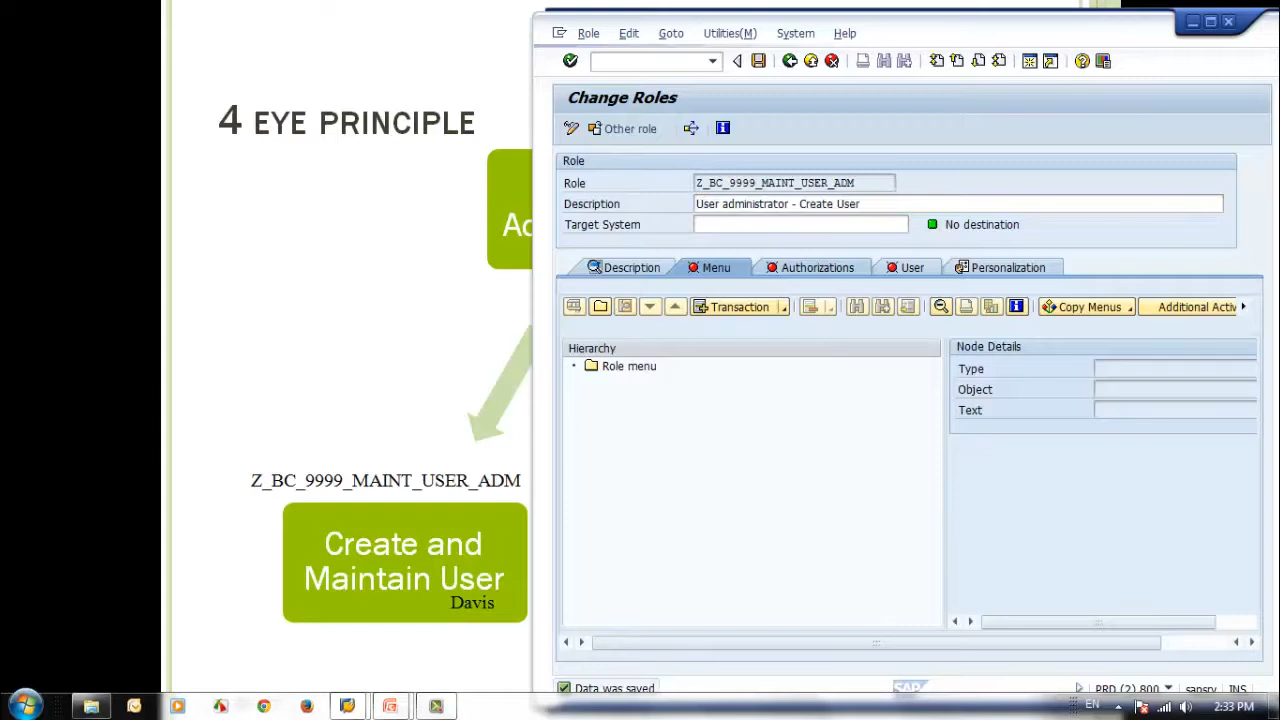 4 EYE PRINCIPLE
Z_BC_9999_MAINT_USER_ADM
Create and
Maintain User
Davis
Role Edit Goto Utilities(M) System Help
Change Roles
Other role
Role
Role Z_BC_9999_MAINT_USER_ADM
Description User administrator - Create User
Target System No destination
Description Menu Authorizations User Personalization
Transaction Copy Menus Additional Activ
Hierarchy
Role menu
Node Details
Type
Object
Text
Data was saved
SAP
PRD (2) 800 sapsrv INS
EN 2:33 PM